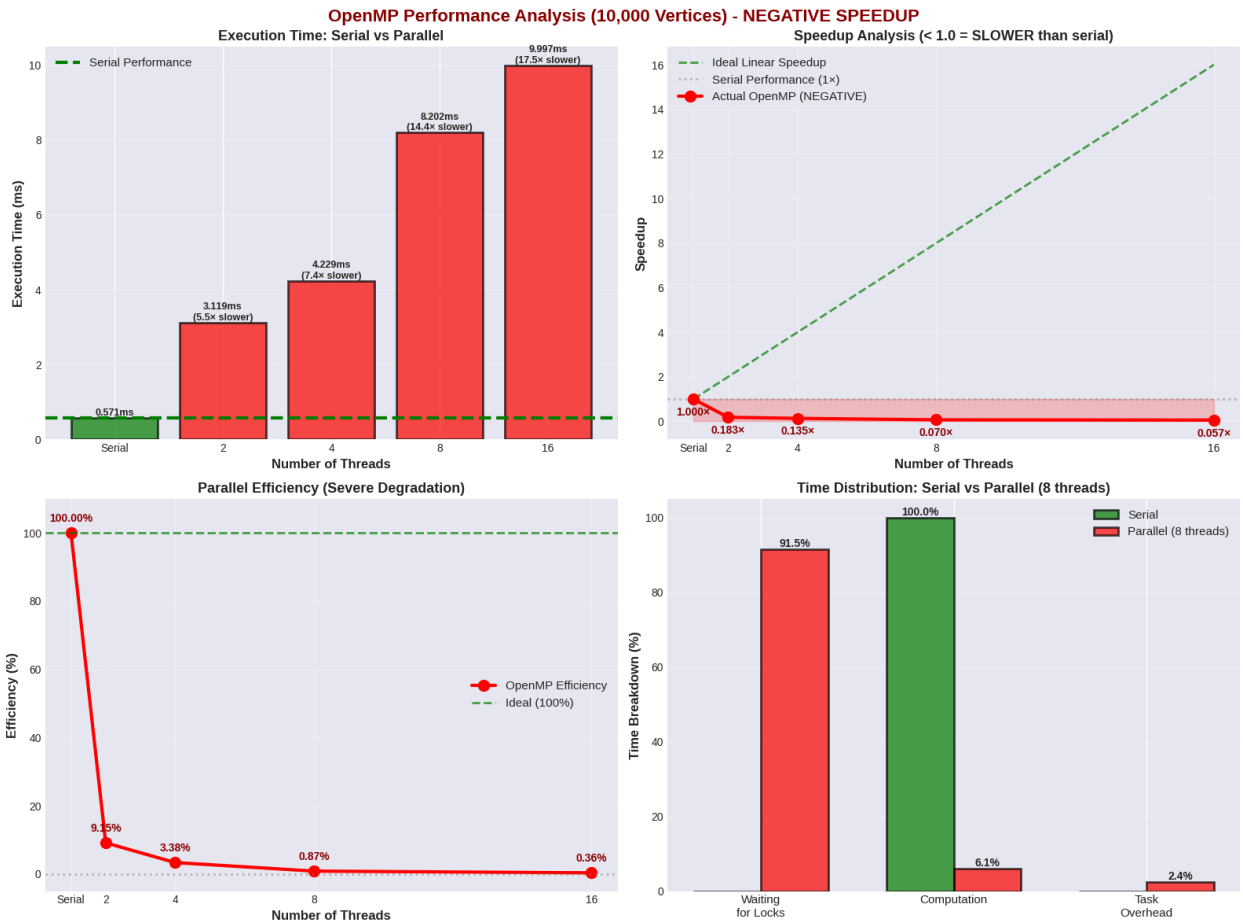 OpenMP Performance Analysis (10,000 Vertices) - NEGATIVE SPEEDUP
Execution Time: Serial vs Parallel
Serial Performance
Execution Time (ms)
10
8
6
4
2
0
0.571ms
3.119ms
(5.5× slower)
4.229ms
(7.4× slower)
8.202ms
(14.4× slower)
9.997ms
(17.5× slower)
Serial
2
4
8
16
Number of Threads
Speedup Analysis (< 1.0 = SLOWER than serial)
Ideal Linear Speedup
Serial Performance (1×)
Actual OpenMP (NEGATIVE)
Speedup
16
14
12
10
8
6
4
2
0
1.000×
0.183×
0.135×
0.070×
0.057×
Serial
2
4
8
16
Number of Threads
Parallel Efficiency (Severe Degradation)
Efficiency (%)
100
80
60
40
20
0
100.00%
9.15%
3.38%
0.87%
0.36%
OpenMP Efficiency
Ideal (100%)
Serial
2
4
8
16
Number of Threads
Time Distribution: Serial vs Parallel (8 threads)
Serial
Parallel (8 threads)
Time Breakdown (%)
100
80
60
40
20
0
91.5%
100.0%
6.1%
2.4%
Waiting
for Locks
Computation
Task
Overhead